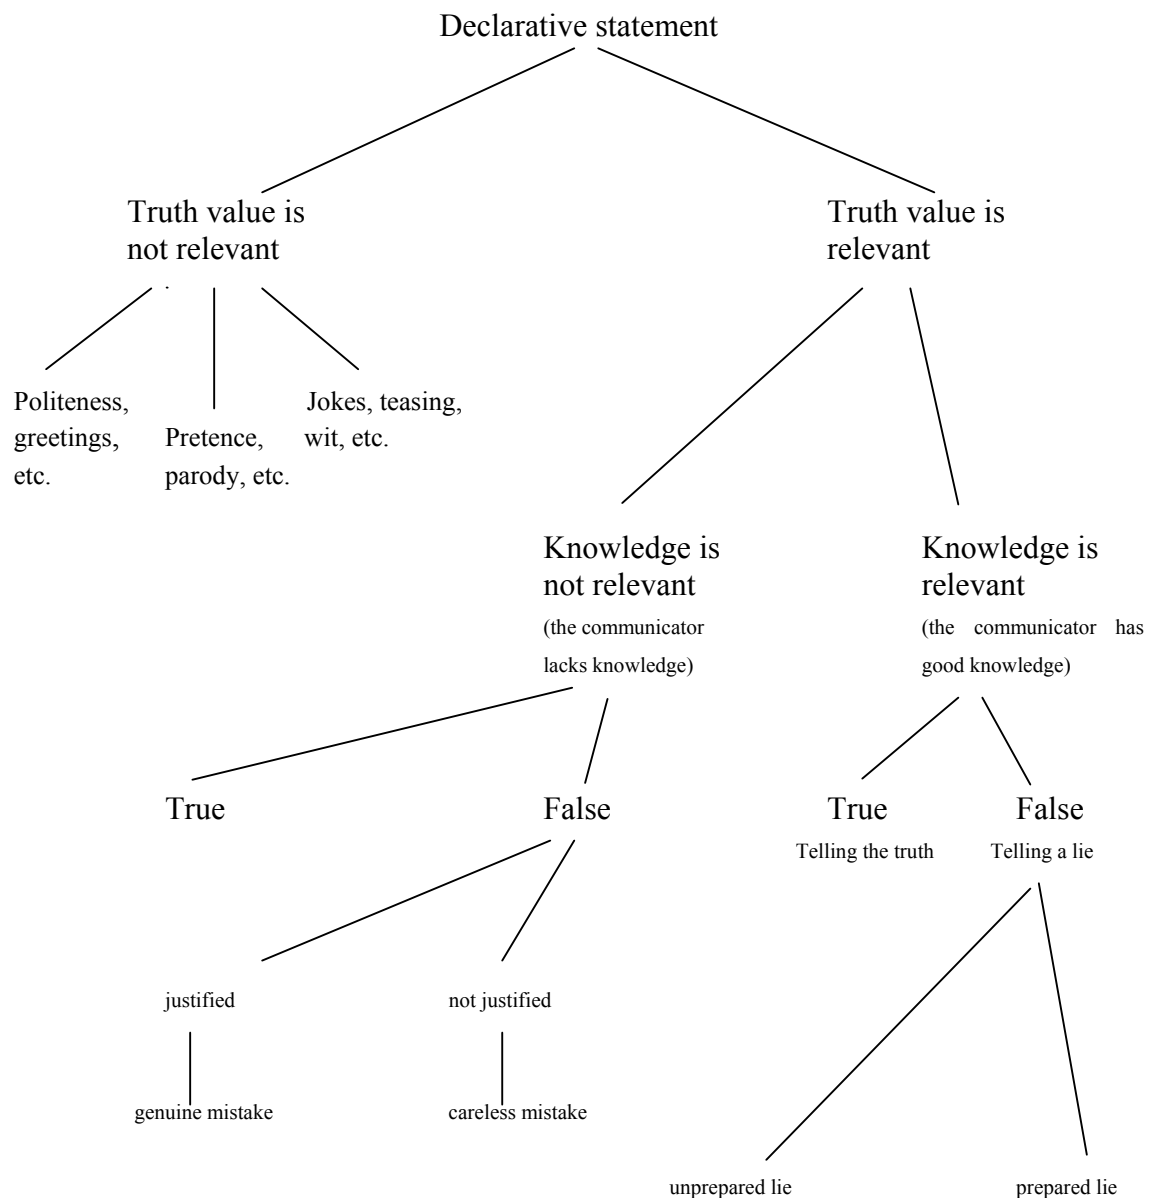 Declarative statement
Truth value is
not relevant
Truth value is
relevant
Politeness,
greetings,
etc.
Pretence,
parody, etc.
Jokes, teasing,
wit, etc.
Knowledge is
not relevant
(the communicator
lacks knowledge)
Knowledge is
relevant
(the communicator has
good knowledge)
True
False
True
Telling the truth
False
Telling a lie
justified
not justified
genuine mistake
careless mistake
unprepared lie
prepared lie